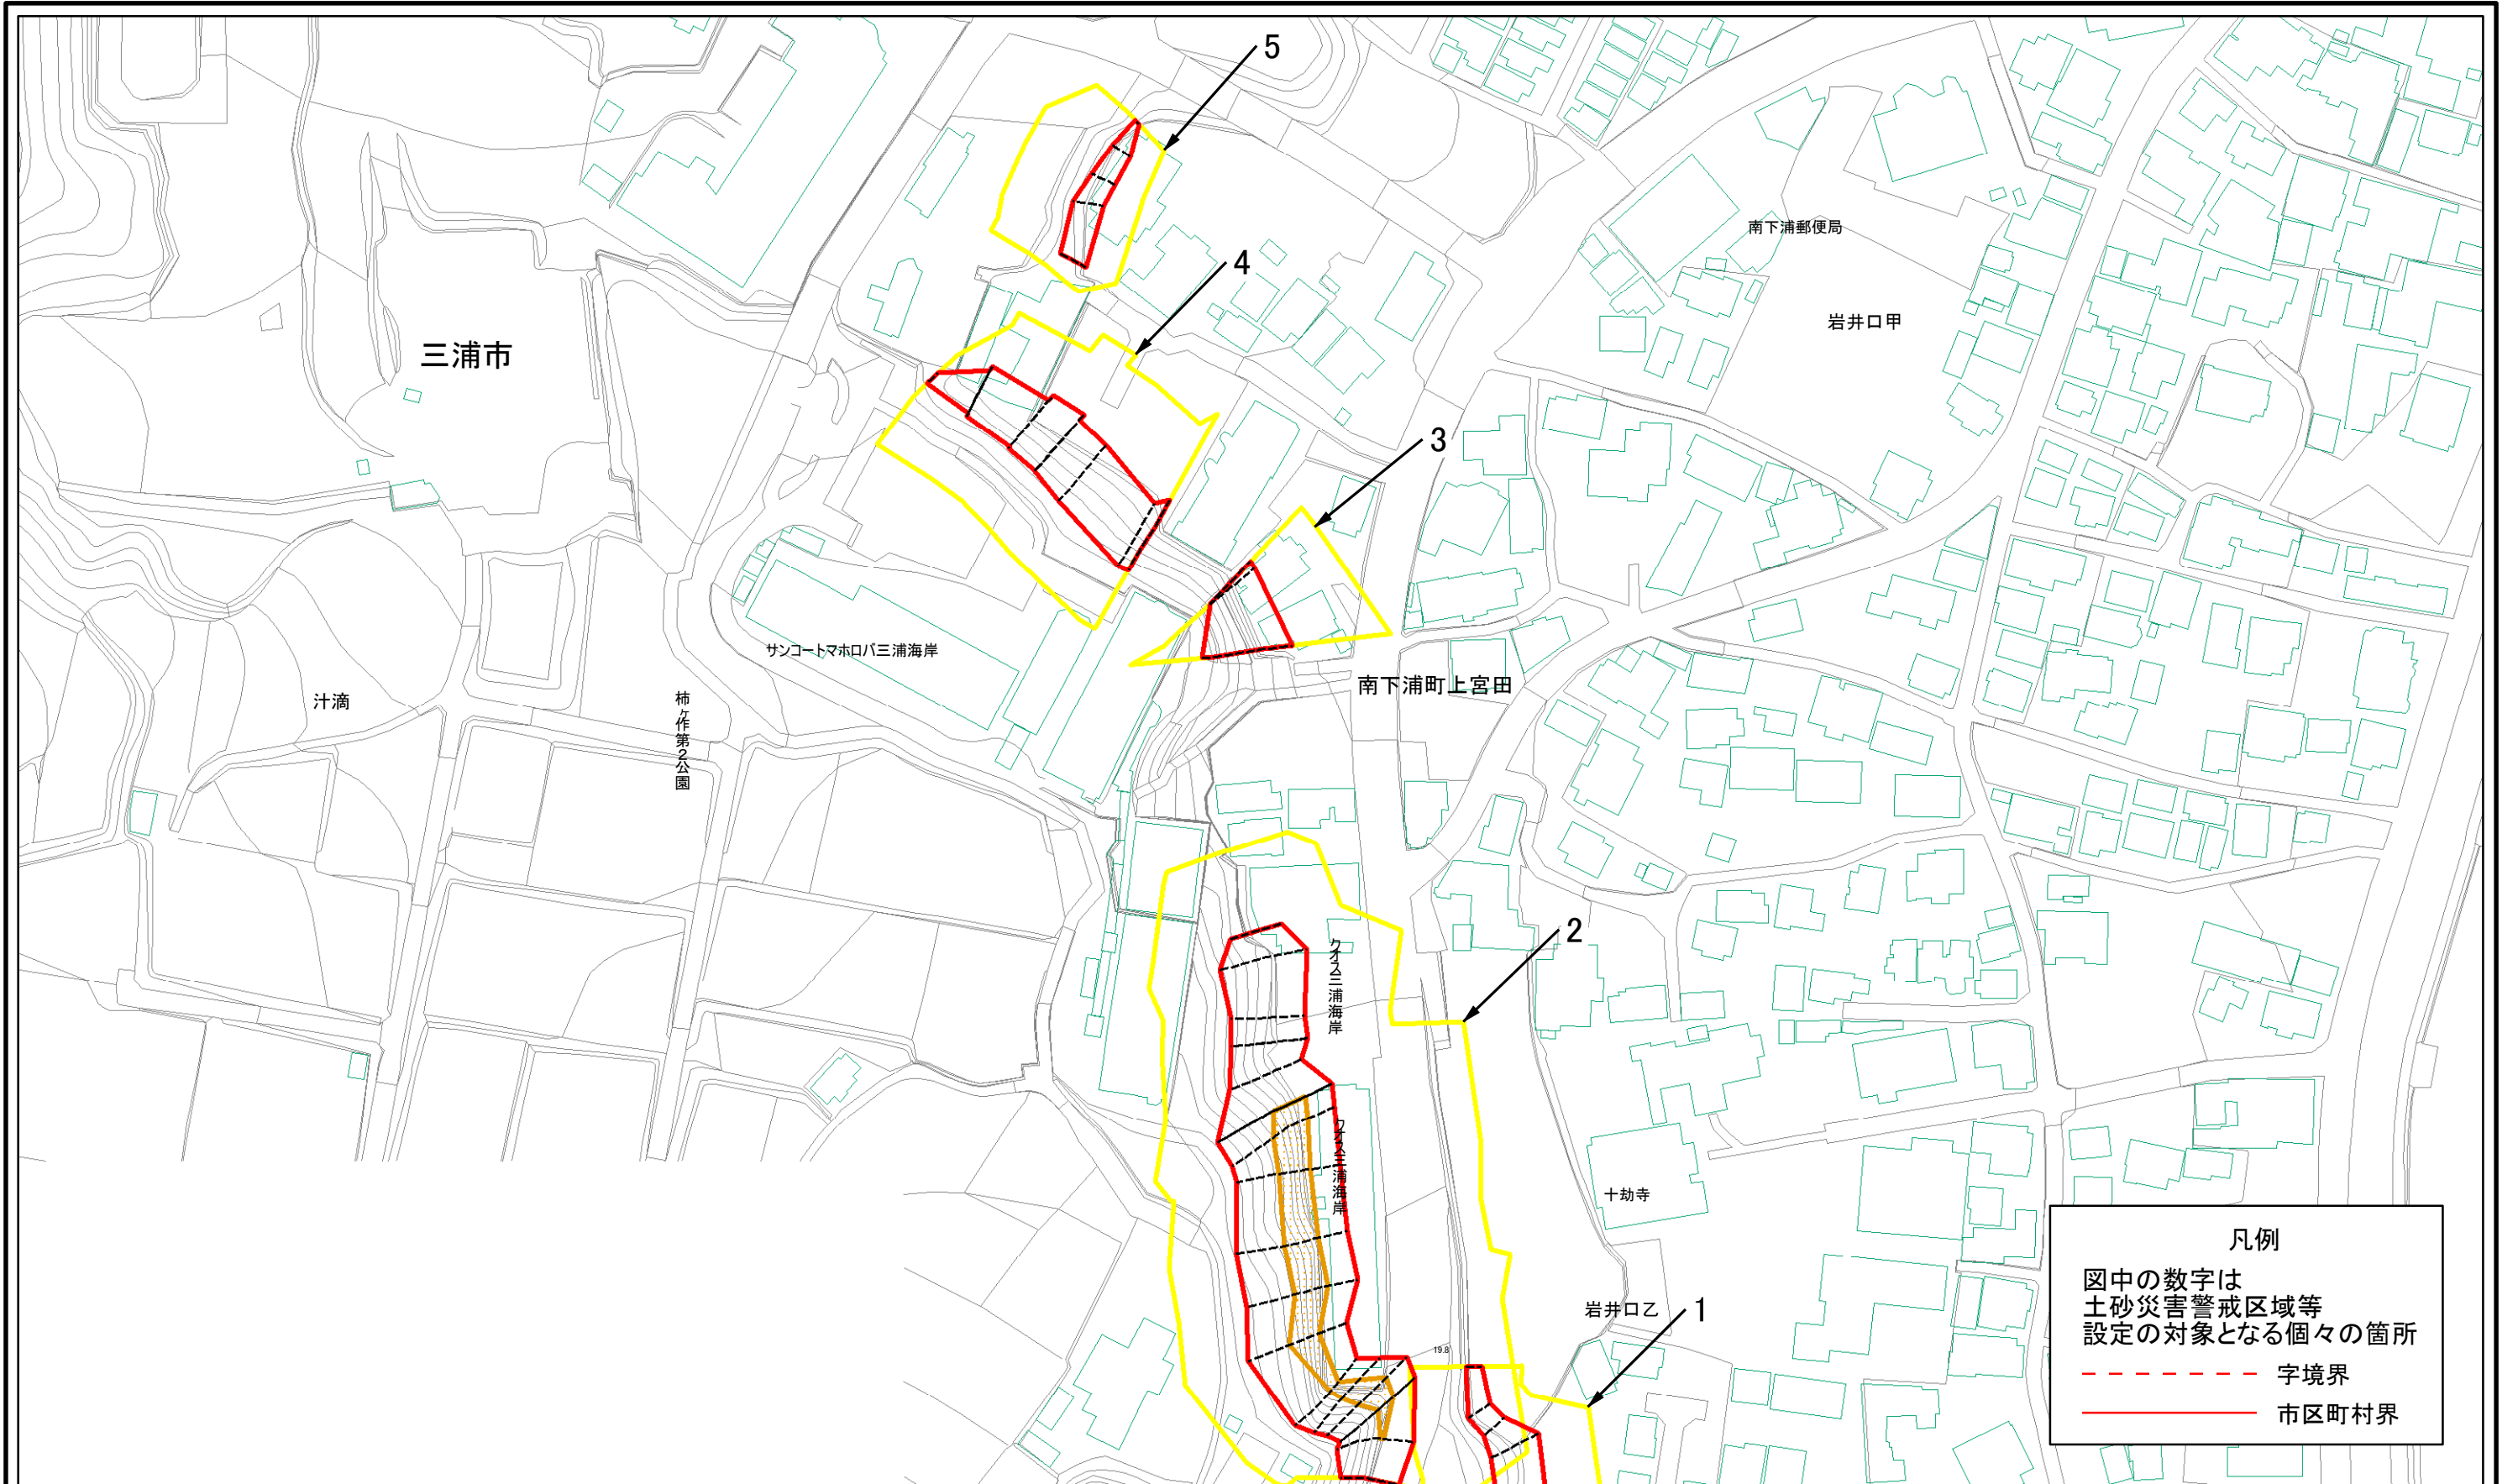 5
南下浦郵便局
4
岩井口甲
三浦市
3
サンコートマホロバ三浦海岸
南下浦町上宮田
汁滴
柿ヶ作第2公園
2
クオス三浦海岸
クオス三浦海岸
十劫寺
岩井口乙
1
19.8
凡例
図中の数字は
土砂災害警戒区域等
設定の対象となる個々の箇所
字境界
市区町村界